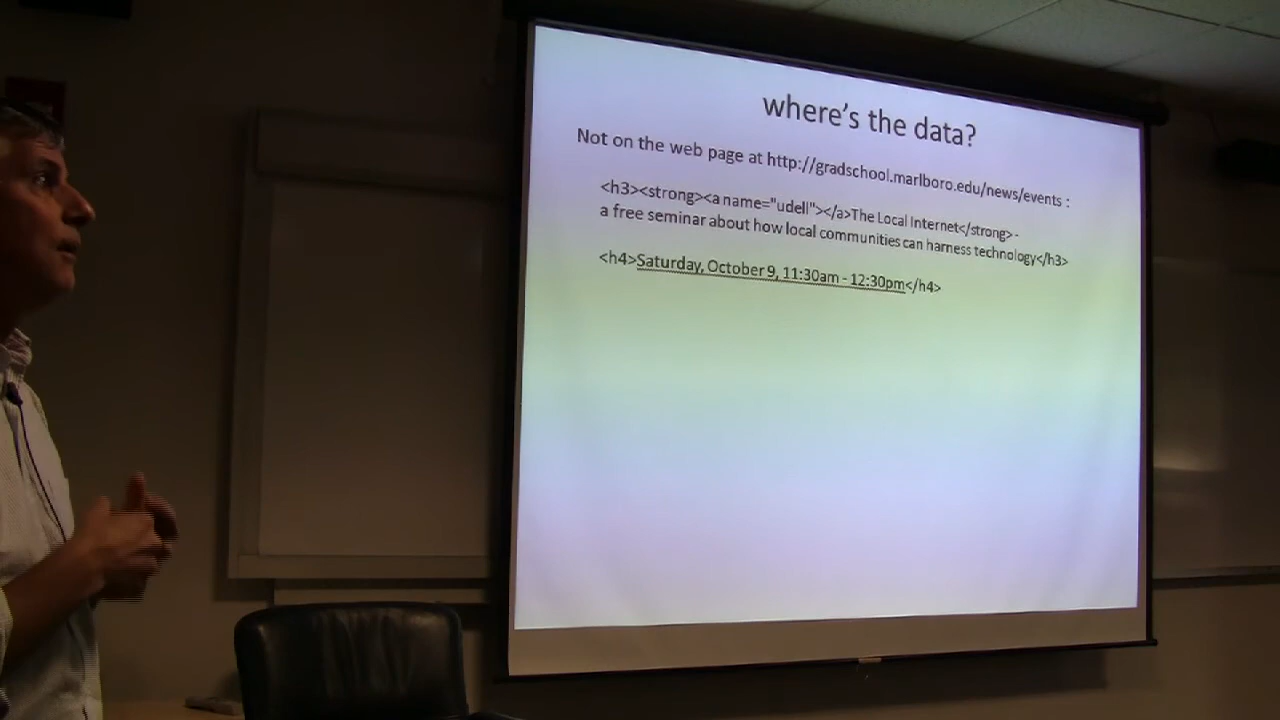 where's the data?
Not on the web page at http://gradschool.marlboro.edu/news/events :
<h3><strong><a name="udell"></a>The Local Internet</strong>-
a free seminar about how local communities can harness technology</h3>
<h4>Saturday, October 9, 11:30am - 12:30pm</h4>